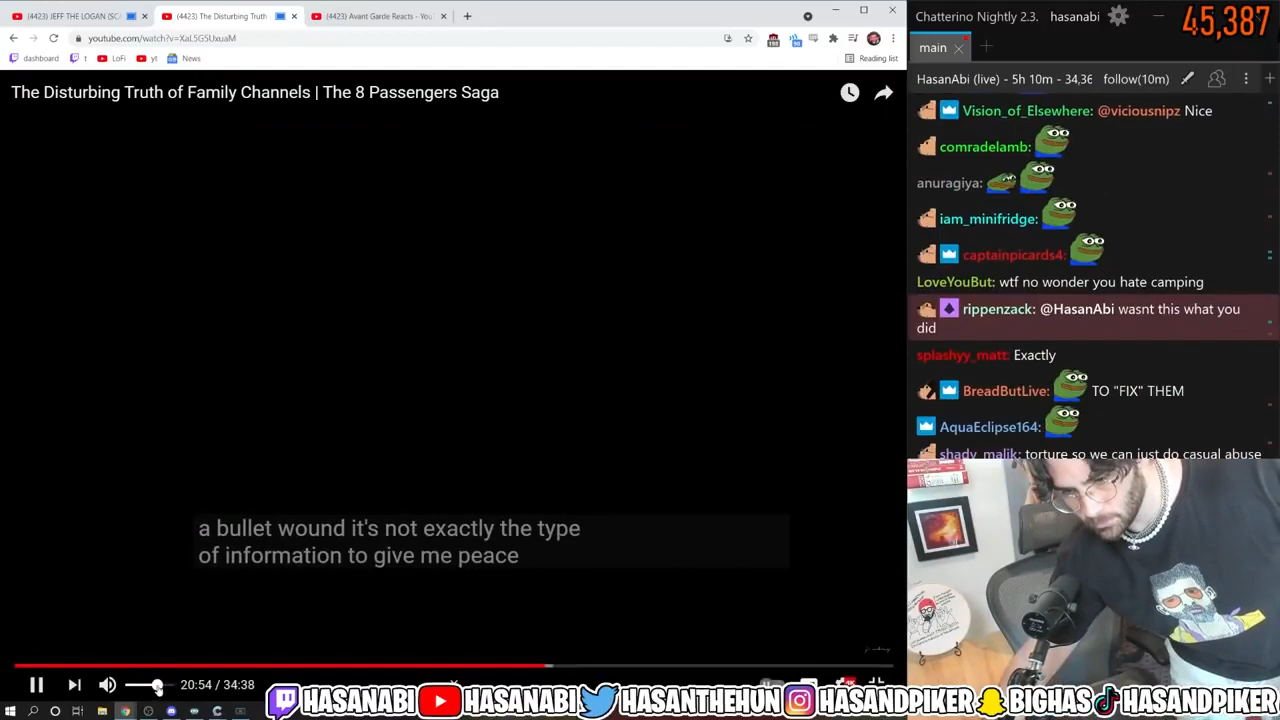 (4423) JEFF THE LOGAN (SC
(4423) The Disturbing Truth
(4423) Avant Garde Reacts - You
Chatterino Nightly 2.3.
hasanabi
45,387
youtube.com/watch?v=XaL5G5UxuaM
main
dashboard
t
LoFi
yt
News
Reading list
HasanAbi (live) - 5h 10m - 34,3
follow(10m)
The Disturbing Truth of Family Channels | The 8 Passengers Saga
Vision_of_Elsewhere: @viciousnipz Nice
comradelamb:
anuragiya:
iam_minifridge:
captainpicards4:
LoveYouBut: wtf no wonder you hate camping
rippenzack: @HasanAbi wasnt this what you
did
splashyy_matt: Exactly
BreadButLive: TO "FIX" THEM
AquaEclipse164:
shady_malik: torture so we can just do casual abuse
a bullet wound it's not exactly the type
of information to give me peace
20:54 / 34:38
HASANABI HASANABI HASANTHEHUN HASANDPIKER BIGHAS HASANDPIKER